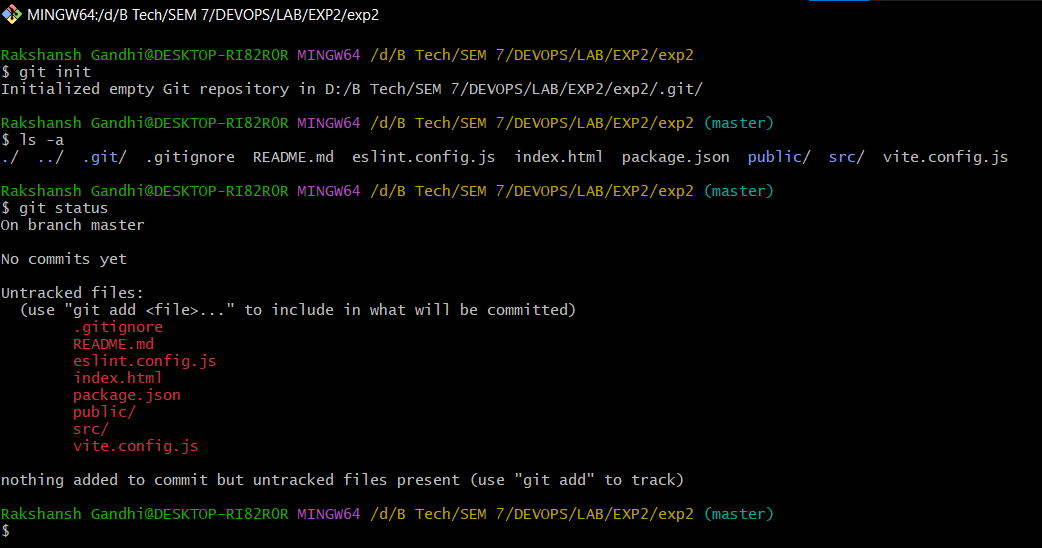 MINGW64:/d/B Tech/SEM 7/DEVOPS/LAB/EXP2/exp2
Rakshansh Gandhi@DESKTOP-RI82ROR MINGW64 /d/B Tech/SEM 7/DEVOPS/LAB/EXP2/exp2
$ git init
Initialized empty Git repository in D:/B Tech/SEM 7/DEVOPS/LAB/EXP2/exp2/.git/
Rakshansh Gandhi@DESKTOP-RI82ROR MINGW64 /d/B Tech/SEM 7/DEVOPS/LAB/EXP2/exp2 (master)
$ ls -a
./  ../  .git/  .gitignore  README.md  eslint.config.js  index.html  package.json  public/  src/  vite.config.js
Rakshansh Gandhi@DESKTOP-RI82ROR MINGW64 /d/B Tech/SEM 7/DEVOPS/LAB/EXP2/exp2 (master)
$ git status
On branch master
No commits yet
Untracked files:
  (use "git add <file>..." to include in what will be committed)
        .gitignore
        README.md
        eslint.config.js
        index.html
        package.json
        public/
        src/
        vite.config.js
nothing added to commit but untracked files present (use "git add" to track)
Rakshansh Gandhi@DESKTOP-RI82ROR MINGW64 /d/B Tech/SEM 7/DEVOPS/LAB/EXP2/exp2 (master)
$